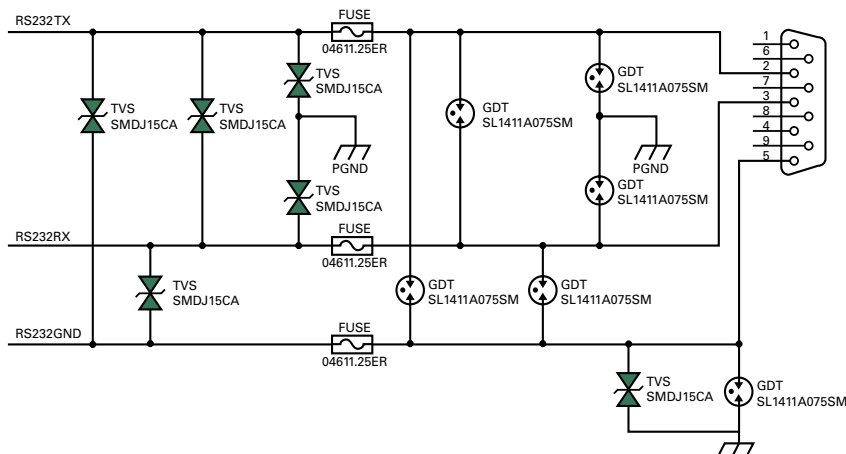 RS232TX
FUSE
04611.25ER
TVS
SMDJ15CA
TVS
SMDJ15CA
TVS
SMDJ15CA
TVS
SMDJ15CA
PGND
GDT
SL1411A075SM
GDT
SL1411A075SM
GDT
SL1411A075SM
PGND
1
6
2
7
3
8
4
9
5
RS232RX
FUSE
04611.25ER
TVS
SMDJ15CA
GDT
SL1411A075SM
GDT
SL1411A075SM
RS232GND
FUSE
04611.25ER
TVS
SMDJ15CA
GDT
SL1411A075SM